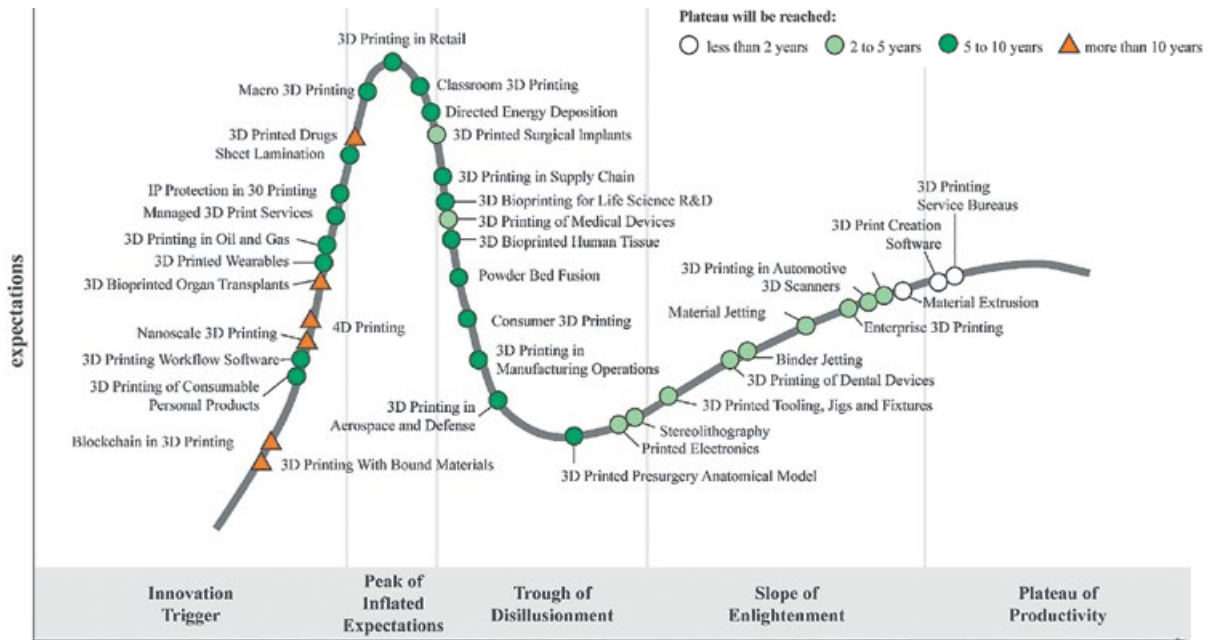 Plateau will be reached:
less than 2 years
2 to 5 years
5 to 10 years
more than 10 years
expectations
3D Printing in Retail
Macro 3D Printing
Classroom 3D Printing
Directed Energy Deposition
3D Printed Drugs
3D Printed Surgical Implants
Sheet Lamination
3D Printing in Supply Chain
IP Protection in 30 Printing
3D Bioprinting for Life Science R&D
Managed 3D Print Services
3D Printing of Medical Devices
3D Printing in Oil and Gas
3D Bioprinted Human Tissue
3D Printed Wearables
3D Bioprinted Organ Transplants
Powder Bed Fusion
4D Printing
Nanoscale 3D Printing
Consumer 3D Printing
3D Printing Workflow Software
3D Printing in
Manufacturing Operations
3D Printing of Consumable
Personal Products
3D Printing in
Aerospace and Defense
Blockchain in 3D Printing
3D Printing With Bound Materials
3D Printed Presurgery Anatomical Model
Printed Electronics
Stereolithography
3D Printed Tooling, Jigs and Fixtures
3D Printing of Dental Devices
Binder Jetting
Material Jetting
Enterprise 3D Printing
3D Printing in Automotive
3D Scanners
Material Extrusion
3D Print Creation
Software
3D Printing
Service Bureaus
Innovation
Trigger
Peak of
Inflated
Expectations
Trough of
Disillusionment
Slope of
Enlightenment
Plateau of
Productivity